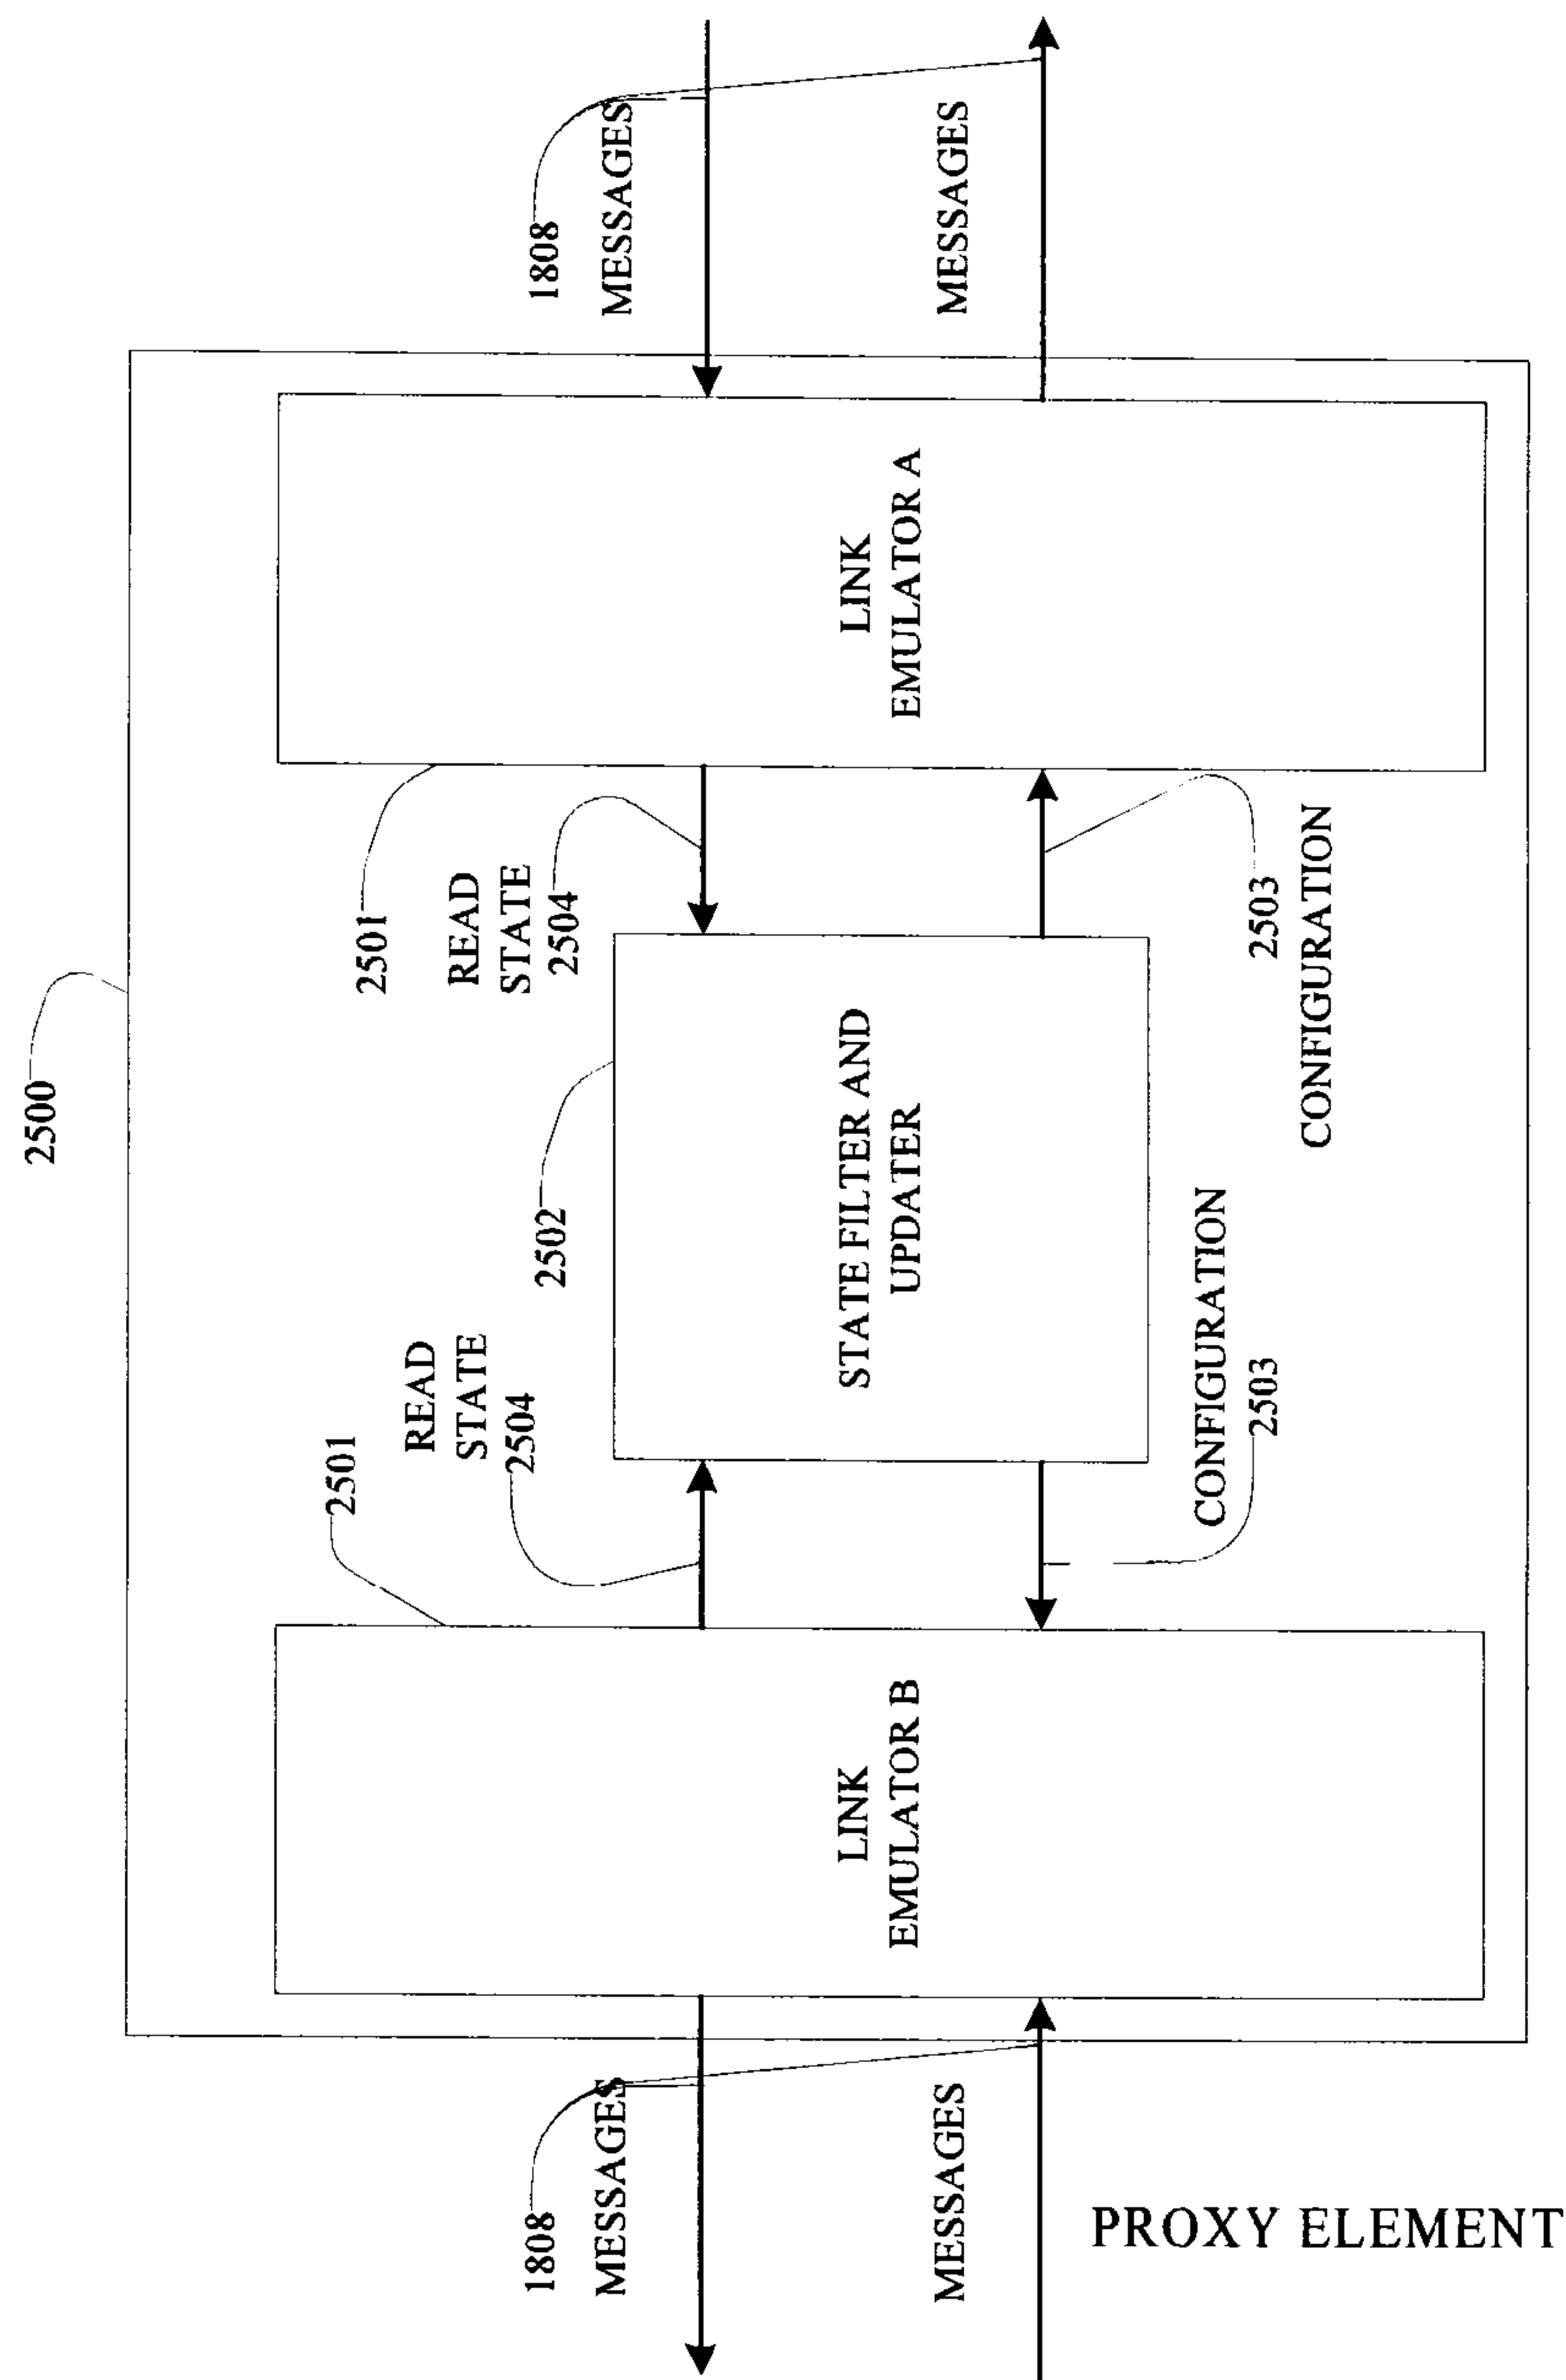 2500
1808
MESSAGES
MESSAGES
2501
LINK
EMULATOR A
READ
STATE
2504
2503
CONFIGURATION
2502
STATE FILTER AND
UPDATER
READ
STATE
2504
CONFIGURATION
2503
2501
LINK
EMULATOR B
1808
MESSAGES
MESSAGES
PROXY ELEMENT